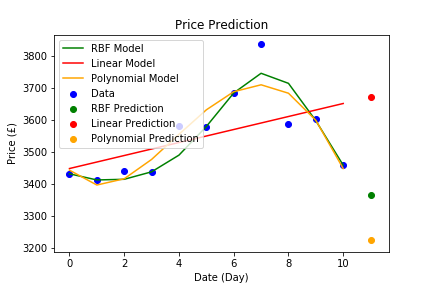 Price Prediction
RBF Model
Linear Model
Polynomial Model
Data
RBF Prediction
Linear Prediction
Polynomial Prediction
Price (£)
3800
3700
3600
3500
3400
3300
3200
0 2 4 6 8 10
Date (Day)